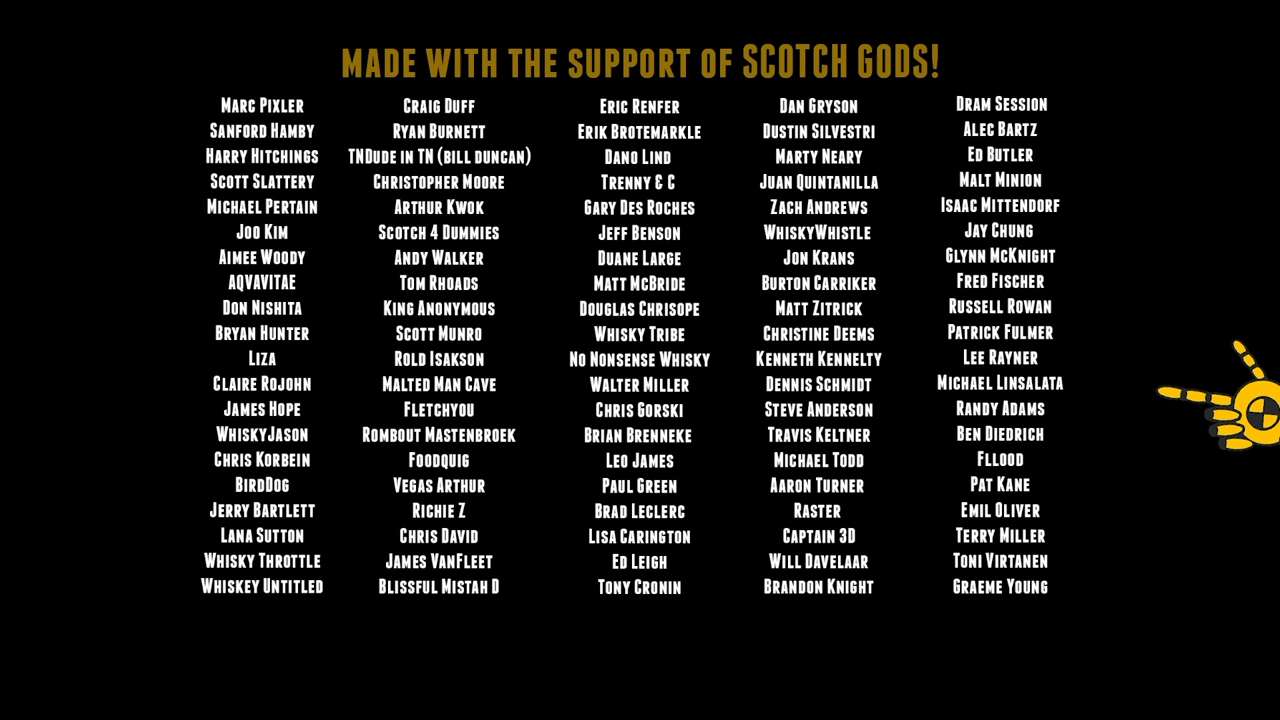 MADE WITH THE SUPPORT OF SCOTCH GODS!
Marc Pixler
Sanford Hamby
Harry Hitchings
Scott Slattery
Michael Pertain
Joo Kim
Aimee Woody
AQVAVITAE
Don Nishita
Bryan Hunter
Liza
Claire Rojohn
James Hope
WhiskyJason
Chris Korbein
BirdDog
Jerry Bartlett
Lana Sutton
Whisky Throttle
Whiskey Untitled
Craig Duff
Ryan Burnett
TNDude in TN (bill duncan)
Christopher Moore
Arthur Kwok
Scotch 4 Dummies
Andy Walker
Tom Rhoads
King Anonymous
Scott Munro
Rold Isakson
Malted Man Cave
Fletchyou
Rombout Mastenbroek
Foodquig
Vegas Arthur
Richie Z
Chris David
James VanFleet
Blissful Mistah D
Eric Renfer
Erik Brotemarkle
Dano Lind
Trenny & C
Gary Des Roches
Jeff Benson
Duane Large
Matt McBride
Douglas Chrisope
Whisky Tribe
No Nonsense Whisky
Walter Miller
Chris Gorski
Brian Brenneke
Leo James
Paul Green
Brad Leclerc
Lisa Carington
Ed Leigh
Tony Cronin
Dan Gryson
Dustin Silvestri
Marty Neary
Juan Quintanilla
Zach Andrews
WhiskyWhistle
Jon Krans
Burton Carriker
Matt Zitrick
Christine Deems
Kenneth Kennelty
Dennis Schmidt
Steve Anderson
Travis Keltner
Michael Todd
Aaron Turner
Raster
Captain 3D
Will Davelaar
Brandon Knight
Dram Session
Alec Bartz
Ed Butler
Malt Minion
Isaac Mittendorf
Jay Chung
Glynn McKnight
Fred Fischer
Russell Rowan
Patrick Fulmer
Lee Rayner
Michael Linsalata
Randy Adams
Ben Diedrich
Fllood
Pat Kane
Emil Oliver
Terry Miller
Toni Virtanen
Graeme Young